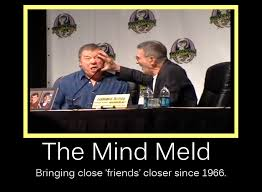 The Mind Meld
Bringing close 'friends' closer since 1966.